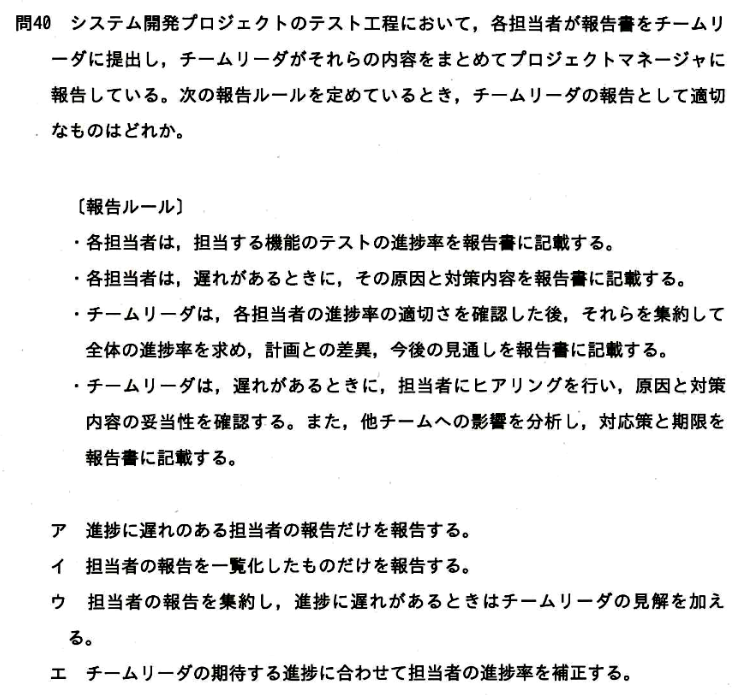 問40 システム開発プロジェクトのテスト工程において，各担当者が報告書をチームリ
ーダに提出し，チームリーダがそれらの内容をまとめてプロジェクトマネージャに
報告している。次の報告ルールを定めているとき，チームリーダの報告として適切
なものはどれか。
〔報告ルール〕
・各担当者は，担当する機能のテストの進捗率を報告書に記載する。
・各担当者は，遅れがあるときに，その原因と対策内容を報告書に記載する。
・チームリーダは，各担当者の進捗率の適切さを確認した後，それらを集約して
全体の進捗率を求め，計画との差異，今後の見通しを報告書に記載する。
・チームリーダは，遅れがあるときに，担当者にヒアリングを行い，原因と対策
内容の妥当性を確認する。また，他チームへの影響を分析し，対応策と期限を
報告書に記載する。
ア 進捗に遅れのある担当者の報告だけを報告する。
イ 担当者の報告を一覧化したものだけを報告する。
ウ 担当者の報告を集約し，進捗に遅れがあるときはチームリーダの見解を加え
る。
エ チームリーダの期待する進捗に合わせて担当者の進捗率を補正する。